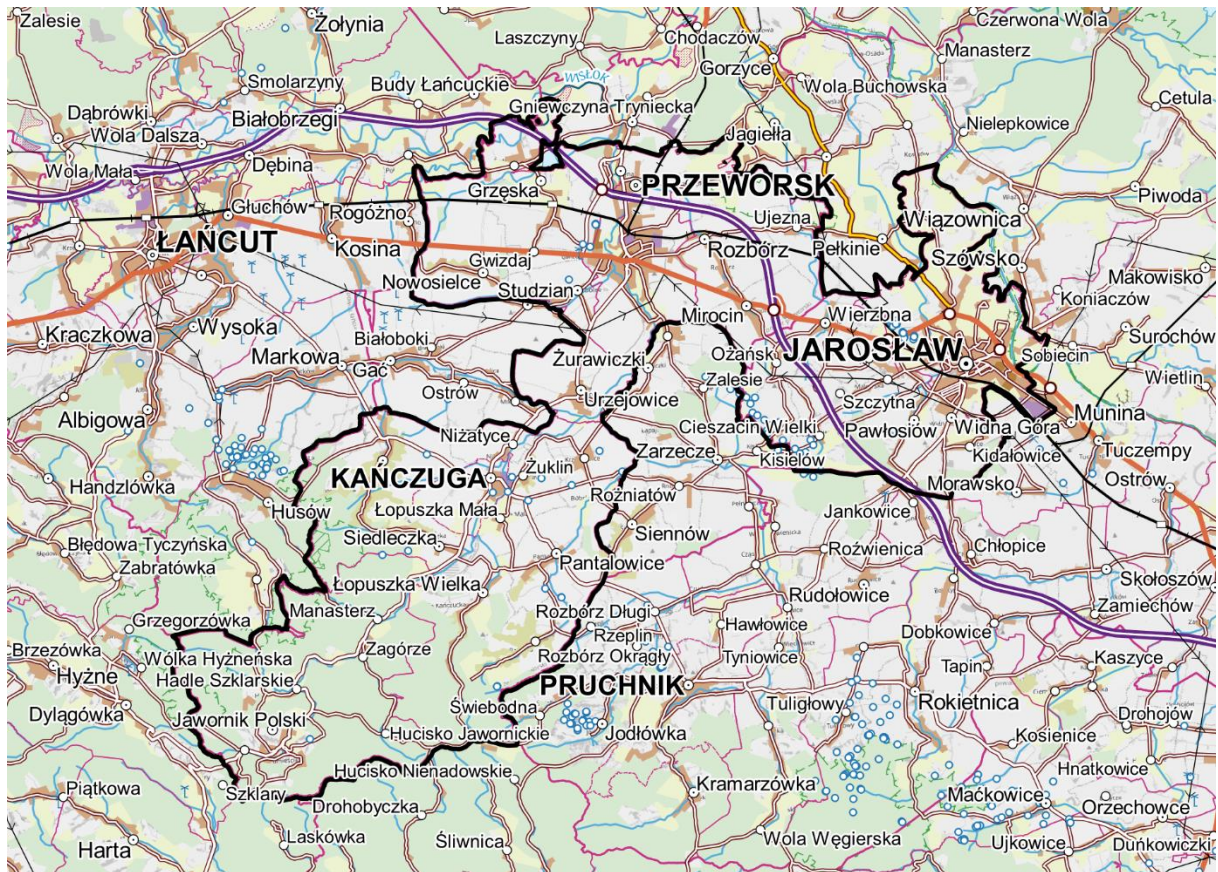 Zalesie
Żołynia
Czerwona Wola
Laszczyny
Chodaczów
Manasterz
Gorzyce
WISŁOK
Smolarzyny
Budy Łańcuckie
Wola Buchowska
Cetula
Gniewczyna Tryniecka
Dąbrówki
Białobrzegi
Jagiełła
Nielepkowice
Wola Dalsza
Dębina
Wola Mała
Grzęska
PRZEWORSK
Piwoda
Głuchów
Rogóżno
Ujezna
Wiązownica
ŁAŃCUT
Kosina
Rozbórz
Pełkinie
Gwizdaj
Szówsko
Nowosielce
Makowisko
Studzian
Koniaczów
Mirocin
Wierzbna
Kraczkowa
Wysoka
Białoboki
Surochów
Markowa
Żurawiczki
Ożańsk
JAROSŁAW
Sobiecin
Gać
Wietlin
Ostrów
Zalesie
Urzejowice
Szczytna
Albigowa
Munina
Cieszacin Wielki
Pawłosiów
Widna Góra
Niżatyce
Tuczempy
Zarzecze
Kisielów
Kidałowice
KAŃCZUGA
Żuklin
Handzlówka
Morawsko
Ostrów
Rożniatów
Husów
Łopuszka Mała
Jankowice
Siennów
Siedleczka
Błędowa Tyczyńska
Roźwienica
Chłopice
Zabratówka
Pantalowice
Łopuszka Wielka
Skołoszów
Rudołowice
Manasterz
Rozbórz Długi
Zamiechów
Grzegorzówka
Hawłowice
Dobkowice
Rzeplin
Brzezówka
Zagórze
Wólka Hyżneńska
Rozbórz Okrągły
Tyniowice
Tapin
Kaszyce
Hyżne
Hadle Szklarskie
PRUCHNIK
Dylągówka
Świebodna
Tuligłowy
Rokietnica
Jawornik Polski
Drohojów
Hucisko Jawornickie
Jodłówka
Kosienice
Hnatkowice
Hucisko Nienadowskie
Szklary
Kramarzówka
Piątkowa
Maćkowice
Drohobyczka
Orzechowce
Laskówka
Śliwnica
Wola Węgierska
Harta
Ujkowice
Duńkowiczki